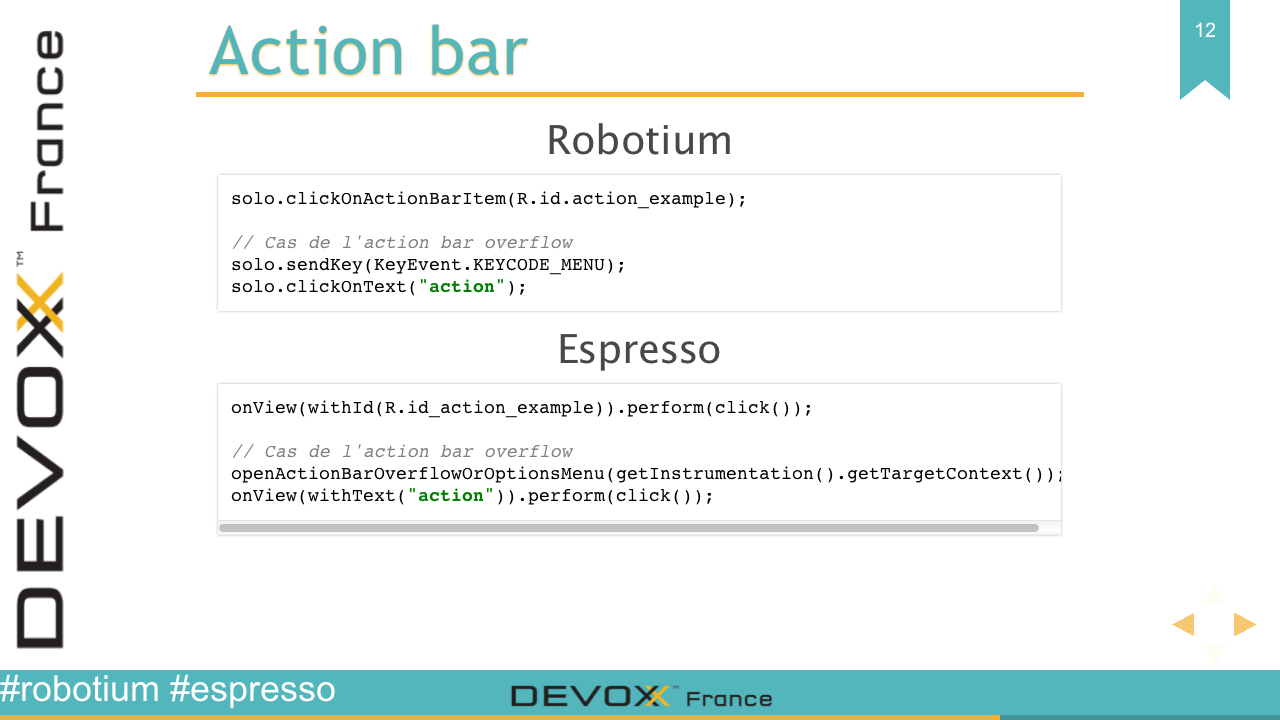 Action bar
12
Robotium
solo.clickOnActionBarItem(R.id.action_example);
// Cas de l'action bar overflow
solo.sendKey(KeyEvent.KEYCODE_MENU);
solo.clickOnText("action");
Espresso
onView(withId(R.id_action_example)).perform(click());
// Cas de l'action bar overflow
openActionBarOverflowOrOptionsMenu(getInstrumentation().getTargetContext());
onView(withText("action")).perform(click());
DEVOXX™ France
#robotium #espresso
DEVOXX™ France